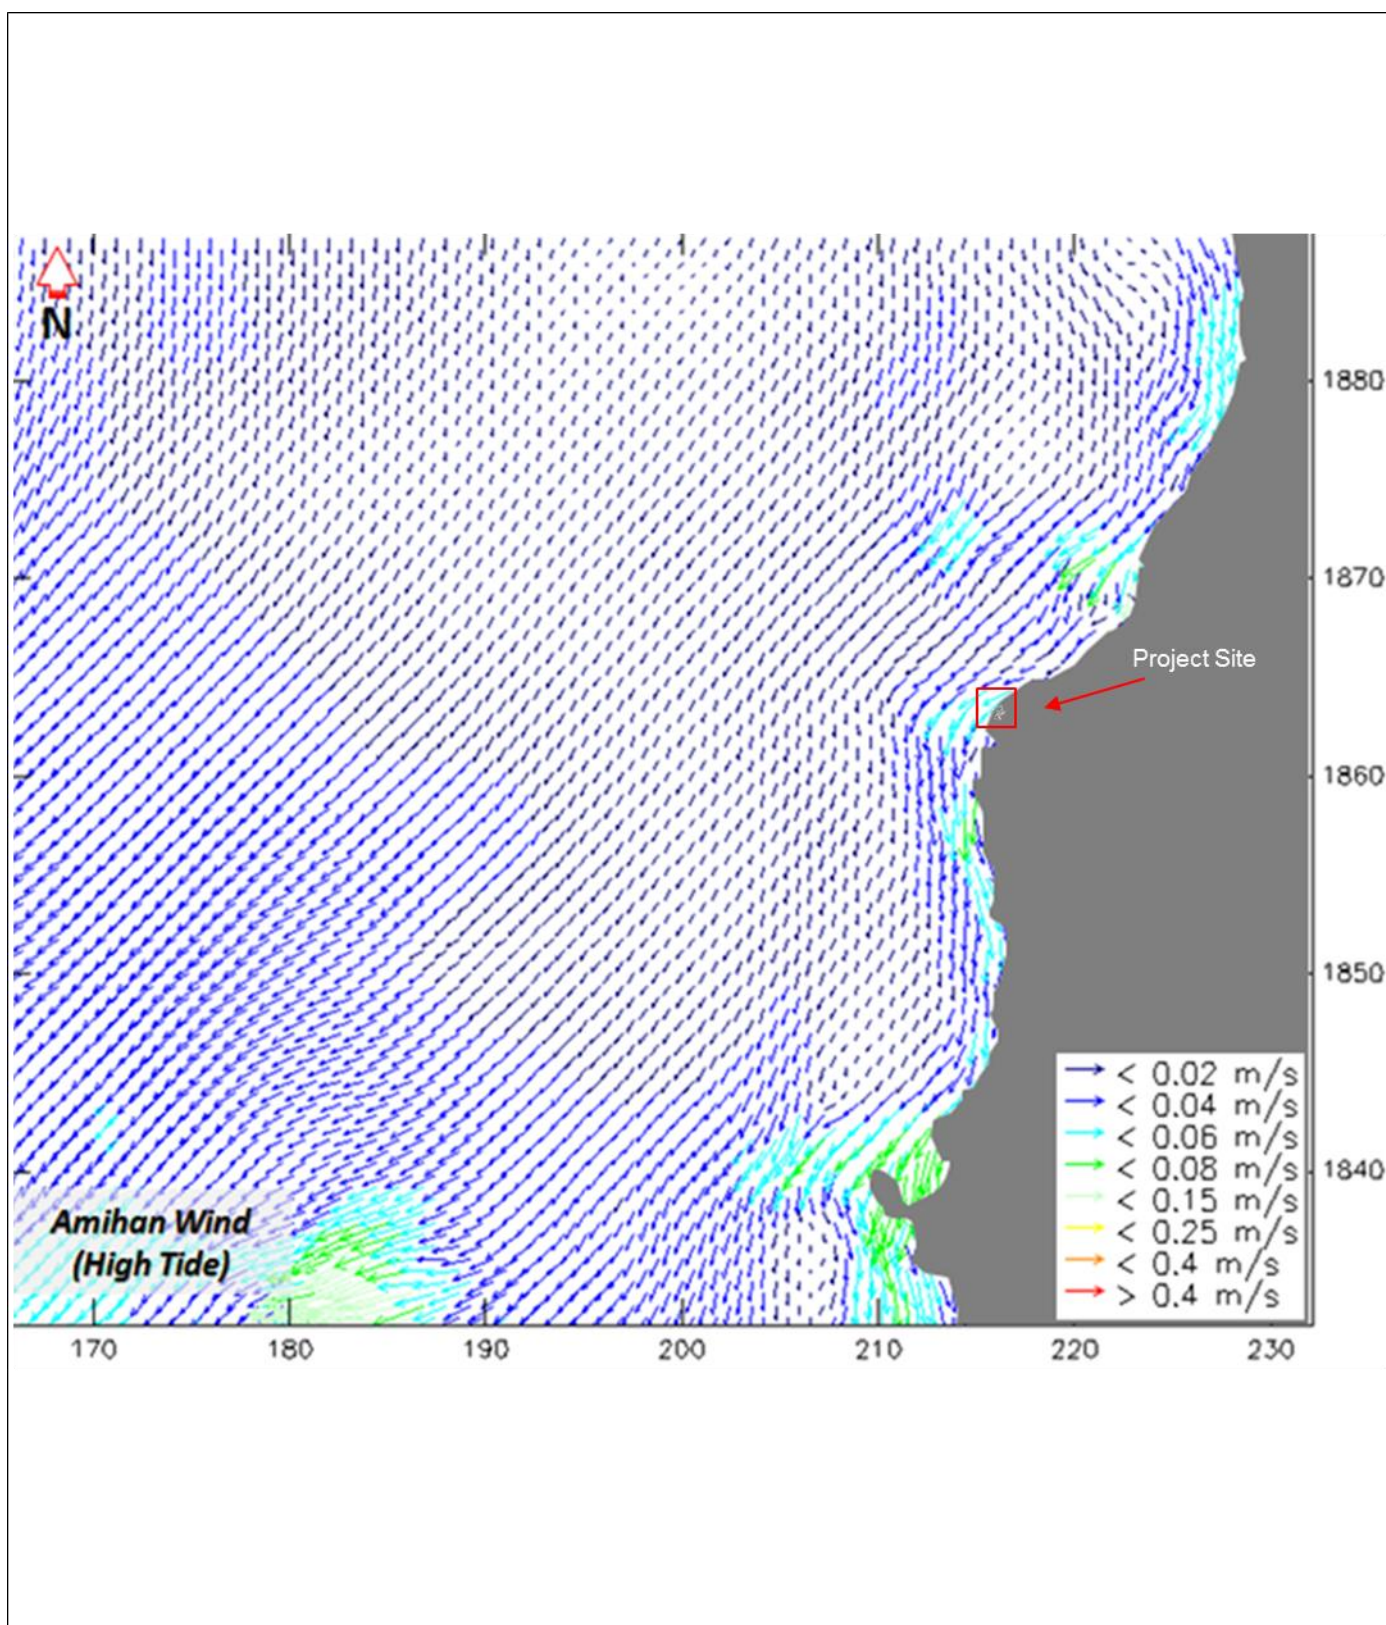 N
1880
1870
Project Site
1860
1850
< 0.02 m/s
< 0.04 m/s
< 0.06 m/s
< 0.08 m/s
< 0.15 m/s
< 0.25 m/s
< 0.4 m/s
> 0.4 m/s
1840
Amihan Wind
(High Tide)
170 180 190 200 210 220 230